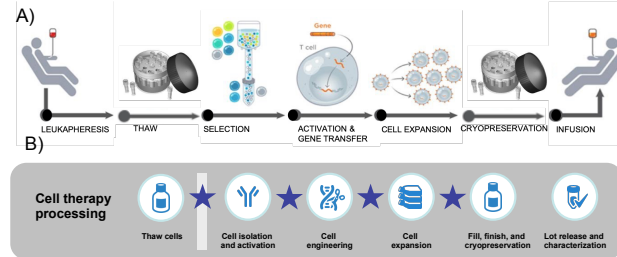 A)
Gene
T cell
LEUKAPHERESIS
THAW
SELECTION
ACTIVATION &
GENE TRANSFER
CELL EXPANSION
CRYOPRESERVATION
INFUSION
B)
Cell therapy
processing
Thaw cells
Cell isolation
and activation
Cell
engineering
Cell
expansion
Fill, finish, and
cryopreservation
Lot release and
characterization